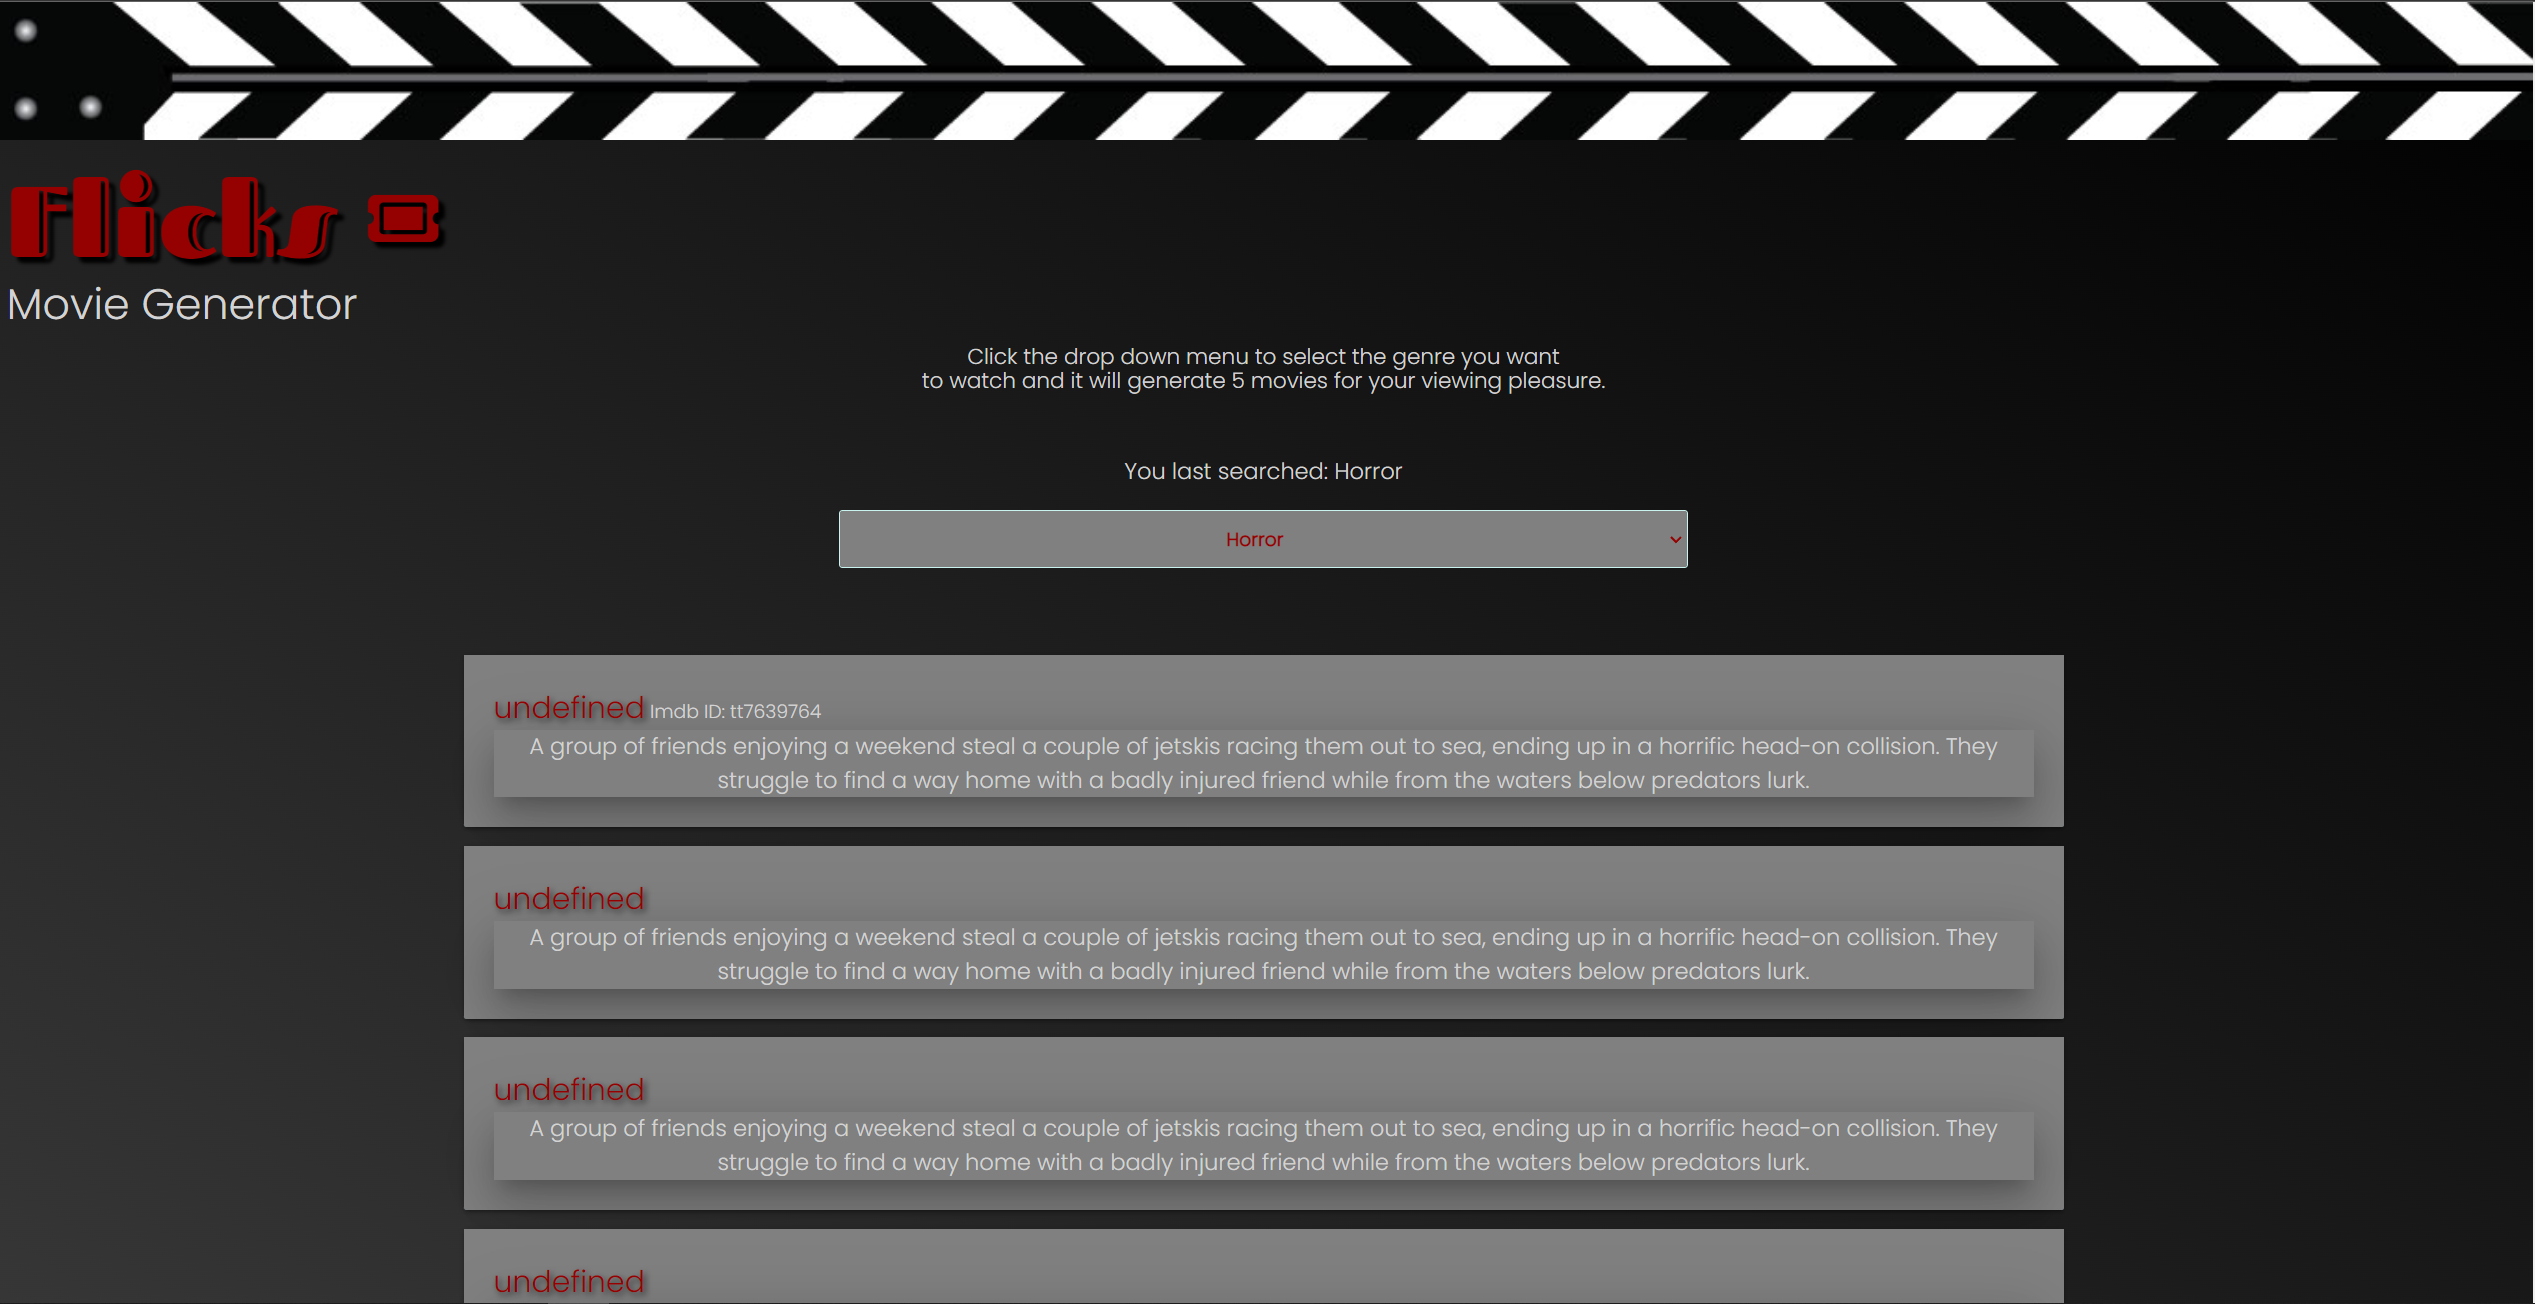 Flicks
Movie Generator
Click the drop down menu to select the genre you want
to watch and it will generate 5 movies for your viewing pleasure.
You last searched: Horror
Horror
undefined Imdb ID: tt7639764
A group of friends enjoying a weekend steal a couple of jetskis racing them out to sea, ending up in a horrific head-on collision. They
struggle to find a way home with a badly injured friend while from the waters below predators lurk.
undefined
A group of friends enjoying a weekend steal a couple of jetskis racing them out to sea, ending up in a horrific head-on collision. They
struggle to find a way home with a badly injured friend while from the waters below predators lurk.
undefined
A group of friends enjoying a weekend steal a couple of jetskis racing them out to sea, ending up in a horrific head-on collision. They
struggle to find a way home with a badly injured friend while from the waters below predators lurk.
undefined